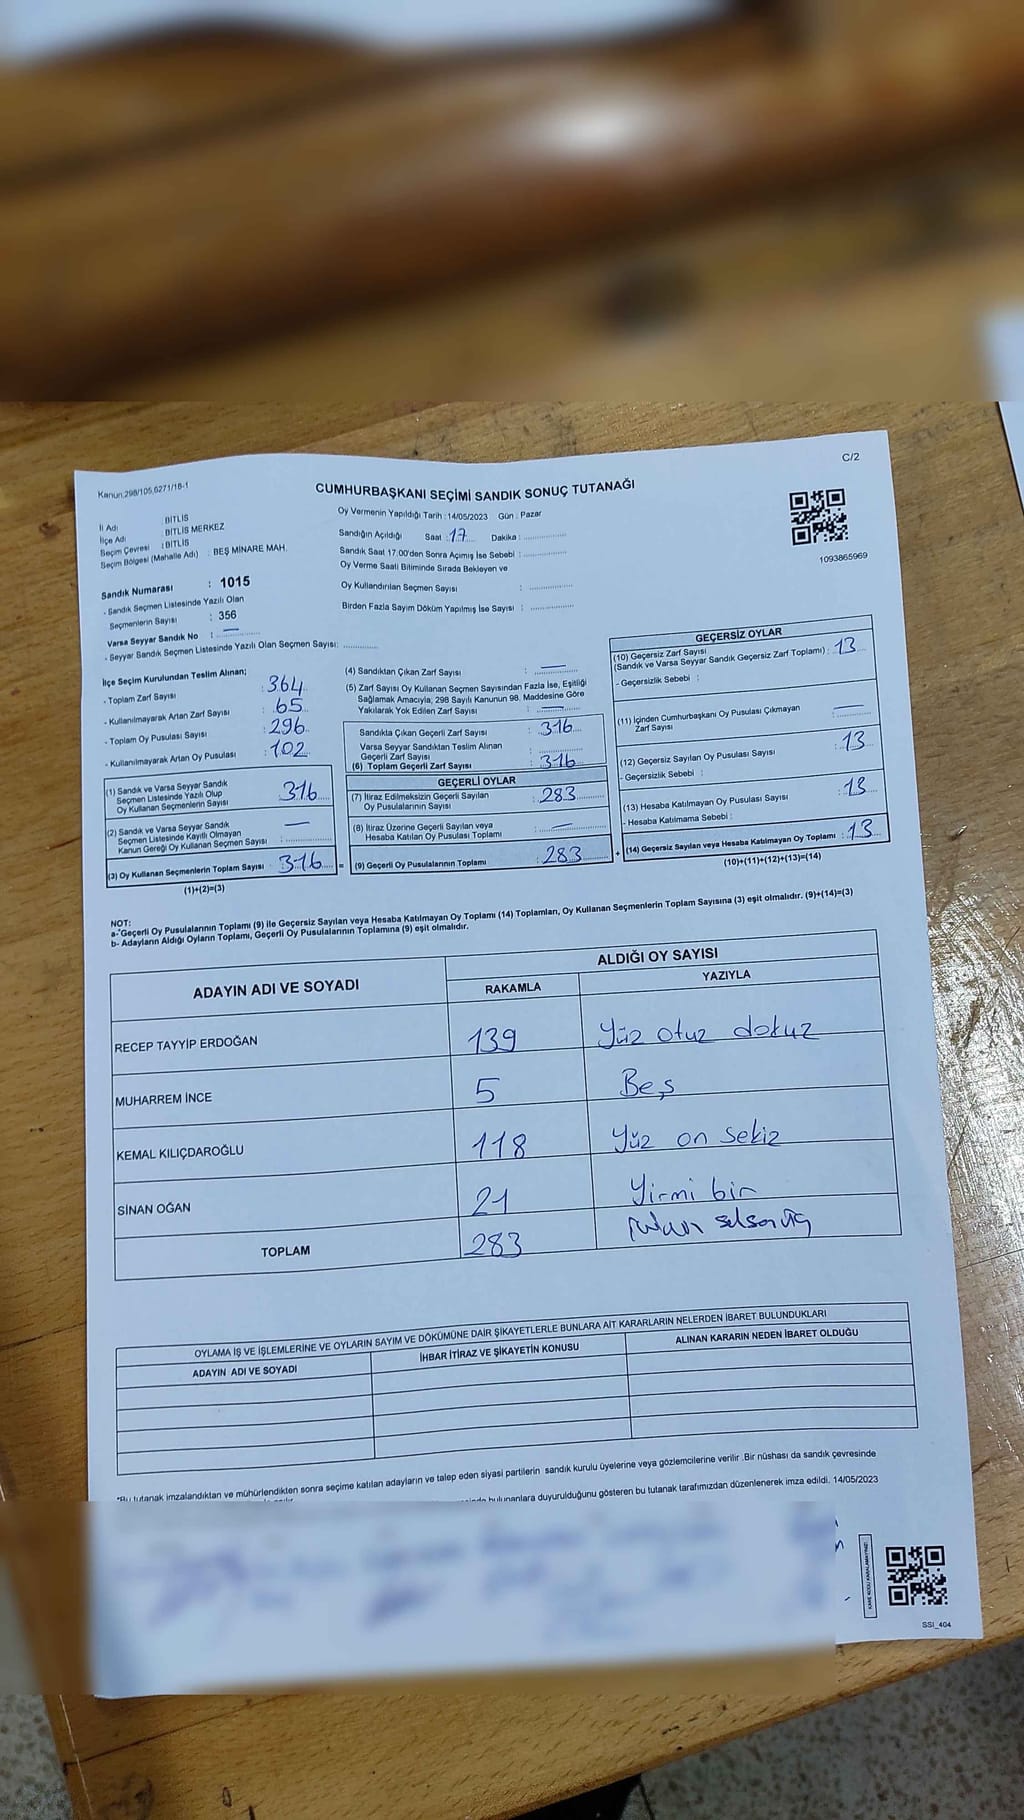 Kanun,298/105,6271/18-1
C/2
CUMHURBAŞKANI SEÇİMİ SANDIK SONUÇ TUTANAĞI
İl Adı : BİTLİS
İlçe Adı : BİTLİS MERKEZ
Seçim Çevresi : BİTLİS
Seçim Bölgesi (Mahalle Adı) : BEŞ MİNARE MAH.
Oy Vermenin Yapıldığı Tarih : 14/05/2023 Gün : Pazar
Sandığın Açıldığı Saat : 17 Dakika :
Sandık Saat 17.00'den Sonra Açımış İse Sebebi :
Oy Verme Saati Bitiminde Sırada Bekleyen ve
Oy Kullandırılan Seçmen Sayısı :
Birden Fazla Sayım Döküm Yapılmış İse Sayısı :
1093865969
Sandık Numarası : 1015
- Sandık Seçmen Listesinde Yazılı Olan
Seçmenlerin Sayısı : 356
Varsa Seyyar Sandık No : —
- Seyyar Sandık Seçmen Listesinde Yazılı Olan Seçmen Sayısı:
İlçe Seçim Kurulundan Teslim Alınan;
- Toplam Zarf Sayısı : 364
- Kullanılmayarak Artan Zarf Sayısı : 65
- Toplam Oy Pusulası Sayısı : 296
- Kullanılmayarak Artan Oy Pusulası : 102
(1) Sandık ve Varsa Seyyar Sandık
Seçmen Listesinde Yazılı Olup
Oy Kullanan Seçmenlerin Sayısı 316
(2) Sandık ve Varsa Seyyar Sandık
Seçmen Listesinde Kayıtlı Olmayan
Kanun Gereği Oy Kullanan Seçmen Sayısı : —
(3) Oy Kullanan Seçmenlerin Toplam Sayısı : 316 =
(1)+(2)=(3)
(4) Sandıktan Çıkan Zarf Sayısı : —
(5) Zarf Sayısı Oy Kullanan Seçmen Sayısından Fazla İse, Eşitliği
Sağlamak Amacıyla, 298 Sayılı Kanunun 98. Maddesine Göre
Yakılarak Yok Edilen Zarf Sayısı : —
Sandıkta Çıkan Geçerli Zarf Sayısı : 316
Varsa Seyyar Sandıktan Teslim Alınan
Geçerli Zarf Sayısı :
(6) Toplam Geçerli Zarf Sayısı : 316
GEÇERLİ OYLAR
(7) İtiraz Edilmeksizin Geçerli Sayılan
Oy Pusulalarının Sayısı : 283
(8) İtiraz Üzerine Geçerli Sayılan veya
Hesaba Katılan Oy Pusulası Toplamı : —
(9) Geçerli Oy Pusulalarının Toplamı : 283 +
GEÇERSİZ OYLAR
(10) Geçersiz Zarf Sayısı
(Sandık ve Varsa Seyyar Sandık Geçersiz Zarf Toplamı) : 13
- Geçersizlik Sebebi :
(11) İçinden Cumhurbaşkanı Oy Pusulası Çıkmayan
Zarf Sayısı : —
(12) Geçersiz Sayılan Oy Pusulası Sayısı : 13
- Geçersizlik Sebebi :
(13) Hesaba Katılmayan Oy Pusulası Sayısı : 13
- Hesaba Katılmama Sebebi :
(14) Geçersiz Sayılan veya Hesaba Katılmayan Oy Toplamı : 13
(10)+(11)+(12)+(13)=(14)
NOT:
a- Geçerli Oy Pusulalarının Toplamı (9) ile Geçersiz Sayılan veya Hesaba Katılmayan Oy Toplamı (14) Toplamları, Oy Kullanan Seçmenlerin Toplam Sayısına (3) eşit olmalıdır. (9)+(14)=(3)
b- Adayların Aldığı Oyların Toplamı, Geçerli Oy Pusulalarının Toplamına (9) eşit olmalıdır.
ADAYIN ADI VE SOYADI ALDIĞI OY SAYISI
RAKAMLA YAZIYLA
RECEP TAYYİP ERDOĞAN 139 Yüz otuz dokuz
MUHARREM İNCE 5 Beş
KEMAL KILIÇDAROĞLU 118 Yüz on sekiz
SİNAN OĞAN 21 Yirmi bir
TOPLAM 283
OYLAMA İŞ VE İŞLEMLERİNE VE OYLARIN SAYIM VE DÖKÜMÜNE DAİR ŞİKAYETLERLE BUNLARA AİT KARARLARIN NELERDEN İBARET BULUNDUKLARI
ADAYIN ADI VE SOYADI İHBAR İTİRAZ VE ŞİKAYETİN KONUSU ALINAN KARARIN NEDEN İBARET OLDUĞU
*Bu tutanak imzalandıktan ve mühürlendikten sonra seçime katılan adayların ve talep eden siyasi partilerin sandık kurulu üyelerine veya gözlemcilerine verilir. Bir nüshası da sandık çevresinde
bulunanlara duyurulduğunu gösteren bu tutanak tarafımızdan düzenlenerek imza edildi. 14/05/2023
SSI_404